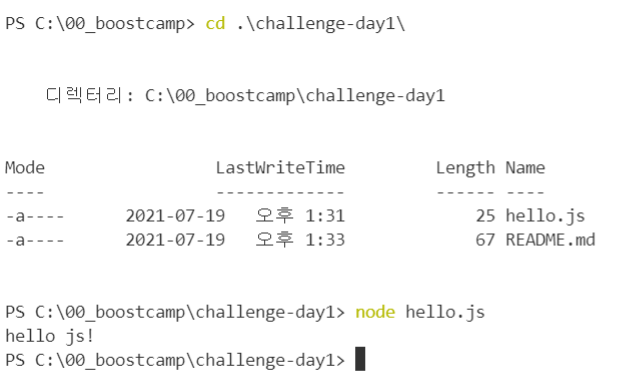 PS C:\00_boostcamp> cd .\challenge-day1\
디렉터리: C:\00_boostcamp\challenge-day1
Mode LastWriteTime Length Name
---- ------------- ------ ----
-a---- 2021-07-19 오후 1:31 25 hello.js
-a---- 2021-07-19 오후 1:33 67 README.md
PS C:\00_boostcamp\challenge-day1> node hello.js
hello js!
PS C:\00_boostcamp\challenge-day1>